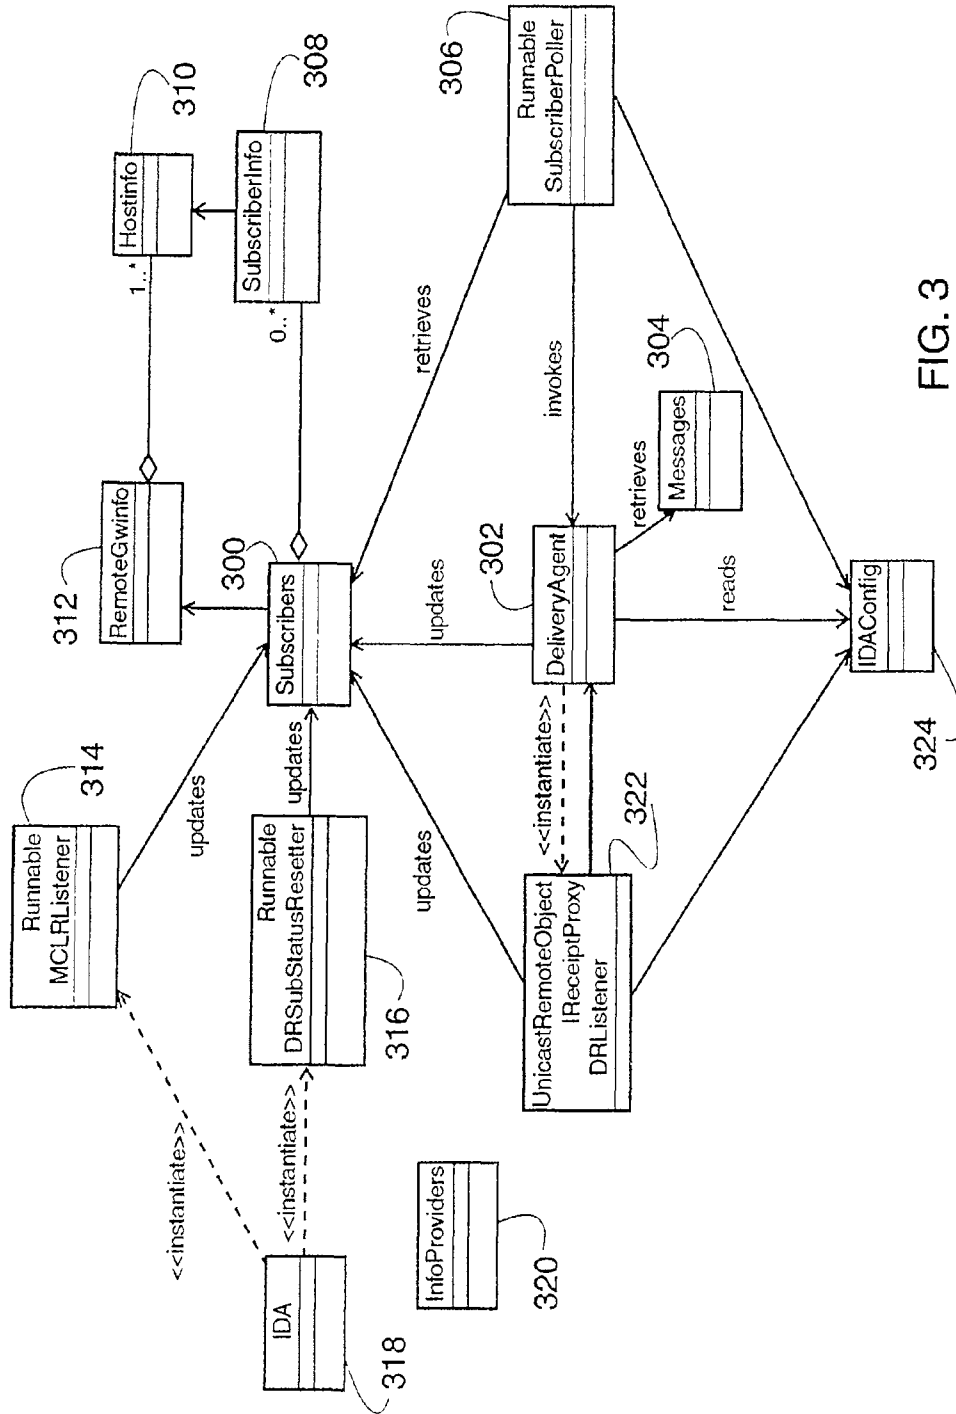 Runnable
MCLRListener
314
updates
<<instantiate>>
IDA
318
<<instantiate>>
Runnable
DRSubStatusResetter
316
updates
RemoteGwinfo
312
1..*
Hostinfo
310
Subscribers
300
0..*
SubscriberInfo
308
InfoProviders
320
updates
updates
retrieves
UnicastRemoteObject
IReceiptProxy
DRListener
322
<<instantiate>>
DeliveryAgent
302
invokes
Runnable
SubscriberPoller
306
retrieves
Messages
304
reads
IDAConfig
324
FIG. 3